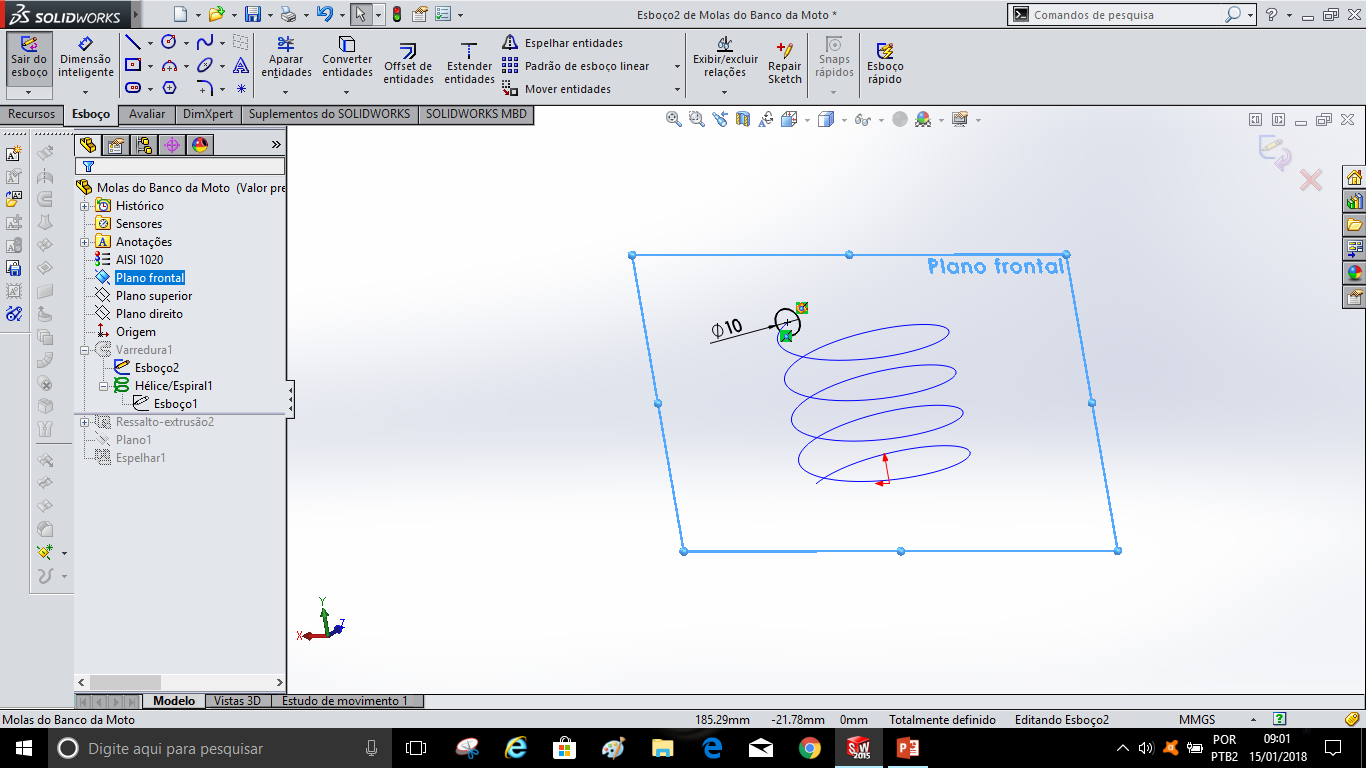 SOLIDWORKS
Esboço2 de Molas do Banco da Moto *
Comandos de pesquisa
Sair do esboço
Dimensão inteligente
Aparar entidades
Converter entidades
Offset de entidades
Estender entidades
Espelhar entidades
Padrão de esboço linear
Mover entidades
Exibir/excluir relações
Repair Sketch
Snaps rápidos
Esboço rápido
Recursos
Esboço
Avaliar
DimXpert
Suplementos do SOLIDWORKS
SOLIDWORKS MBD
Molas do Banco da Moto (Valor pre
Histórico
Sensores
Anotações
AISI 1020
Plano frontal
Plano superior
Plano direito
Origem
Varredura1
Esboço2
Hélice/Espiral1
Esboço1
Ressalto-extrusão2
Plano1
Espelhar1
Plano frontal
Ø10
Y
X
Z
Modelo
Vistas 3D
Estudo de movimento 1
Molas do Banco da Moto
185.29mm
-21.78mm
0mm
Totalmente definido
Editando Esboço2
MMGS
Digite aqui para pesquisar
SW
2015
POR
PTB2
09:01
15/01/2018